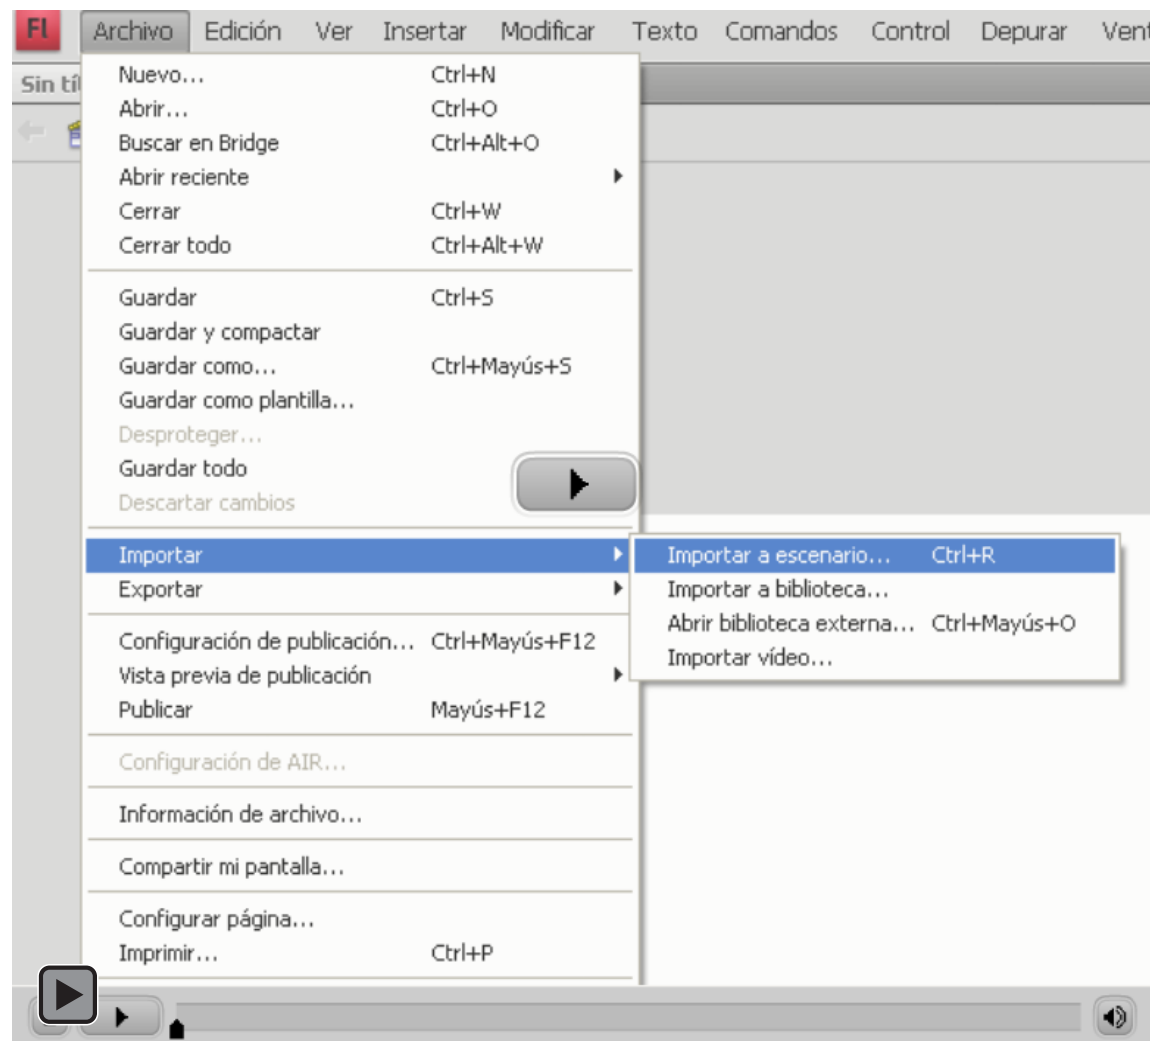 Fl Archivo Edición Ver Insertar Modificar Texto Comandos Control Depurar Vent
Sin tít
Nuevo... Ctrl+N
Abrir... Ctrl+O
Buscar en Bridge Ctrl+Alt+O
Abrir reciente
Cerrar Ctrl+W
Cerrar todo Ctrl+Alt+W
Guardar Ctrl+S
Guardar y compactar
Guardar como... Ctrl+Mayús+S
Guardar como plantilla...
Desproteger...
Guardar todo
Descartar cambios
Importar
Exportar
Configuración de publicación... Ctrl+Mayús+F12
Vista previa de publicación
Publicar Mayús+F12
Configuración de AIR...
Información de archivo...
Compartir mi pantalla...
Configurar página...
Imprimir... Ctrl+P
Importar a escenario... Ctrl+R
Importar a biblioteca...
Abrir biblioteca externa... Ctrl+Mayús+O
Importar vídeo...